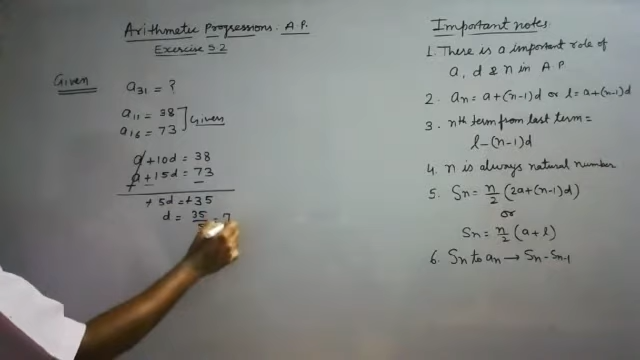 Arithmetic Progressions. A.P.
Exercise 5.2
Given
a31 = ?
a11 = 38
a16 = 73
Given
a + 10d = 38
a + 15d = 73
+ 5d = +35
d = 35/5 = 7
Important notes
1. There is a important role of
a, d & n in A.P
2. an = a+(n-1)d or l = a+(n-1)d
3. nth term from last term =
l-(n-1)d
4. n is always natural number
5. Sn = n/2 (2a+(n-1)d)
or
Sn = n/2 (a+l)
6. Sn to an → Sn - Sn-1